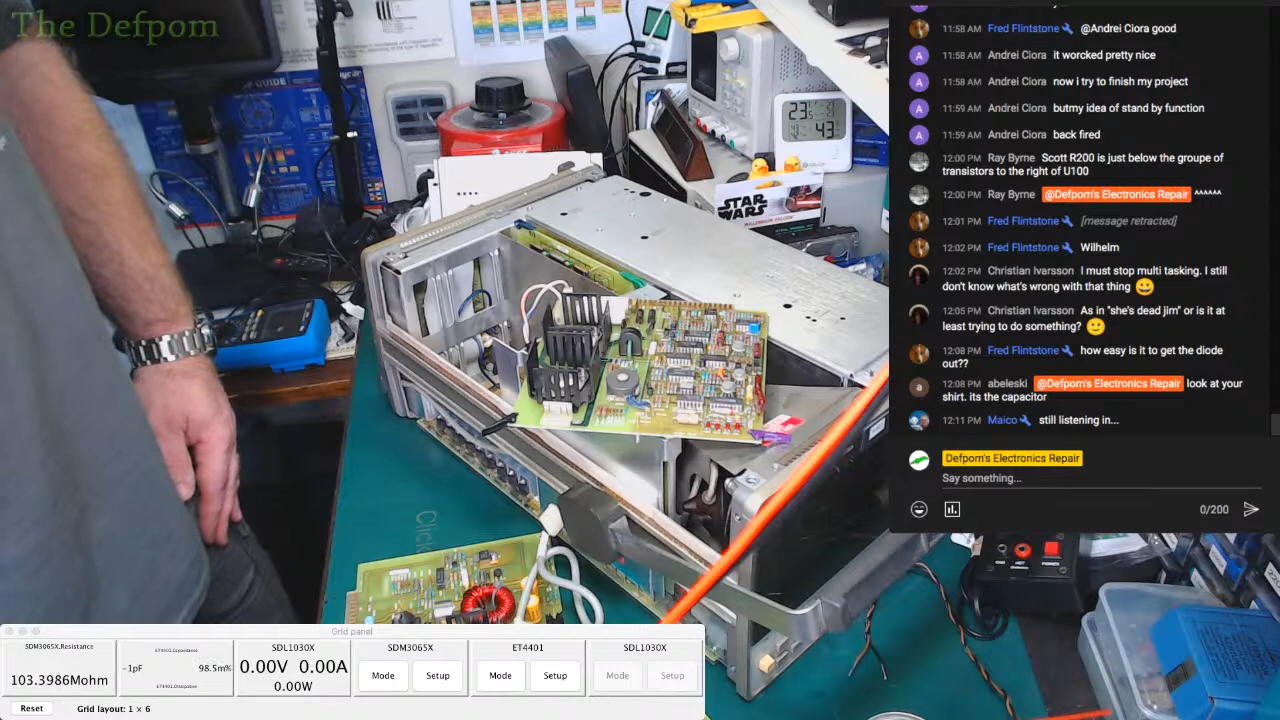 The Defpom
GUIDE
STAR
WARS
23.5
43
Click
POWER
11:58 AM Fred Flintstone @Andrei Ciora good
A 11:58 AM Andrei Ciora it worcked pretty nice
A 11:58 AM Andrei Ciora now i try to finish my project
A 11:59 AM Andrei Ciora butmy idea of stand by function
A 11:59 AM Andrei Ciora back fired
12:00 PM Ray Byrne Scott R200 is just below the groupe of
transistors to the right of U100
12:00 PM Ray Byrne @Defpom's Electronics Repair ^^^^^^
12:01 PM Fred Flintstone [message retracted]
12:02 PM Fred Flintstone Wilhelm
12:02 PM Christian Ivarsson I must stop multi tasking. I still
don't know what's wrong with that thing
12:05 PM Christian Ivarsson As in "she's dead jim" or is it at
least trying to do something?
12:08 PM Fred Flintstone how easy is it to get the diode
out??
a 12:08 PM abeleski @Defpom's Electronics Repair look at your
shirt. its the capacitor
12:11 PM Maico still listening in...
Defpom's Electronics Repair
Say something...
0/200
Grid panel
SDM3065X.Resistance
103.3986Mohm
ET4401.Capacitance
-1pF 98.5m%
ET4401.Dissipation
SDL1030X
0.00V 0.00A
0.00W
SDM3065X
Mode Setup
ET4401
Mode Setup
SDL1030X
Mode Setup
Reset Grid layout: 1 × 6